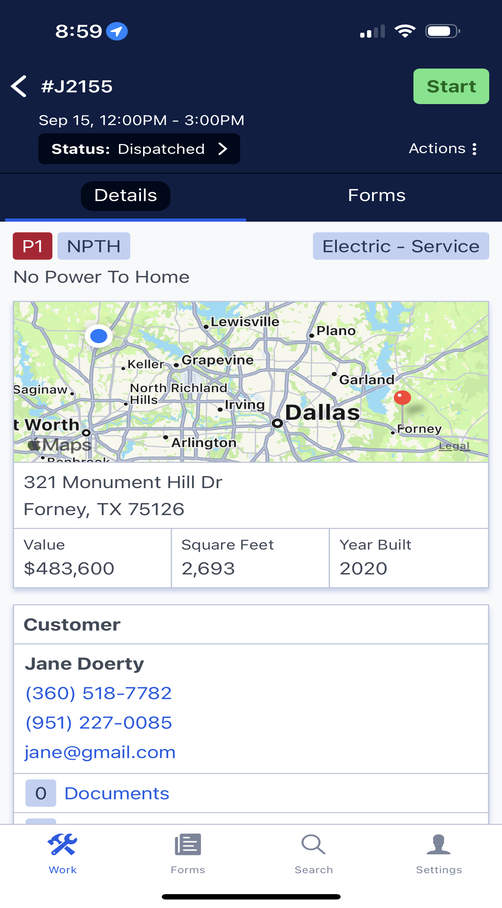 8:59
#J2155
Start
Sep 15, 12:00PM - 3:00PM
Status: Dispatched
Actions
Details
Forms
P1
NPTH
Electric - Service
No Power To Home
Lewisville
Plano
Keller
Grapevine
Garland
Saginaw
North Richland
Hills
Irving
Dallas
t Worth
Forney
Maps
Arlington
Legal
Benbrook
321 Monument Hill Dr
Forney, TX 75126
Value
Square Feet
Year Built
$483,600
2,693
2020
Customer
Jane Doerty
(360) 518-7782
(951) 227-0085
jane@gmail.com
0 Documents
Work
Forms
Search
Settings